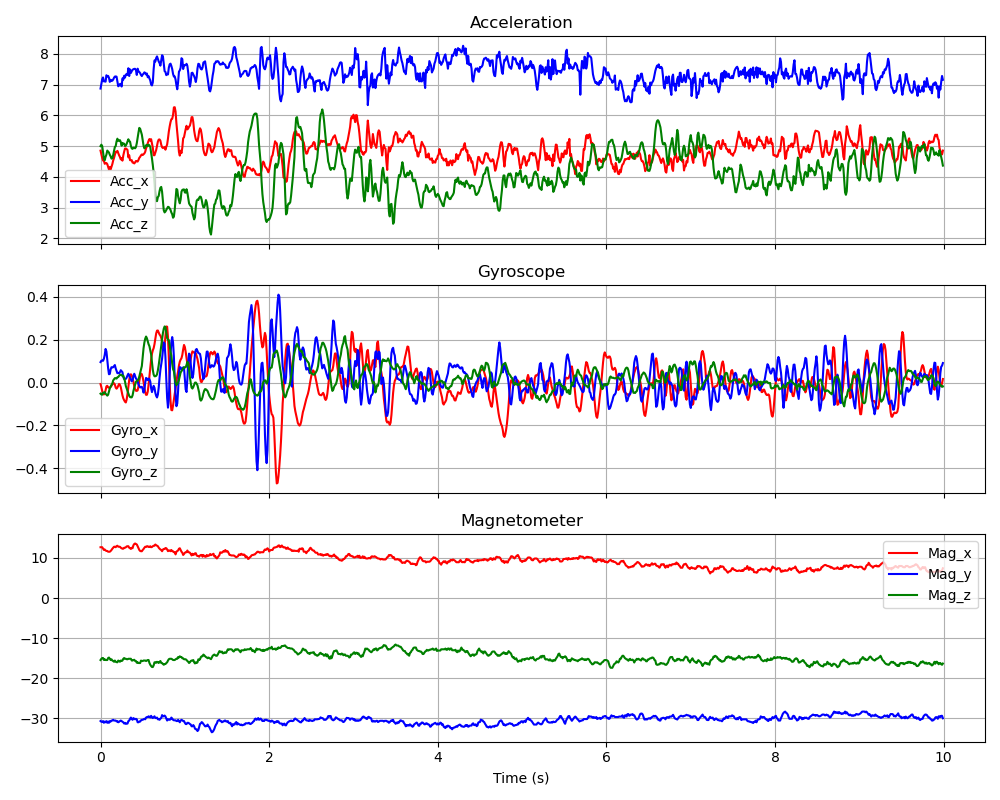 Acceleration
8
7
6
5
4
3
2
Acc_x
Acc_y
Acc_z
Gyroscope
0.4
0.2
0.0
−0.2
−0.4
Gyro_x
Gyro_y
Gyro_z
Magnetometer
10
0
−10
−20
−30
Mag_x
Mag_y
Mag_z
0 2 4 6 8 10
Time (s)